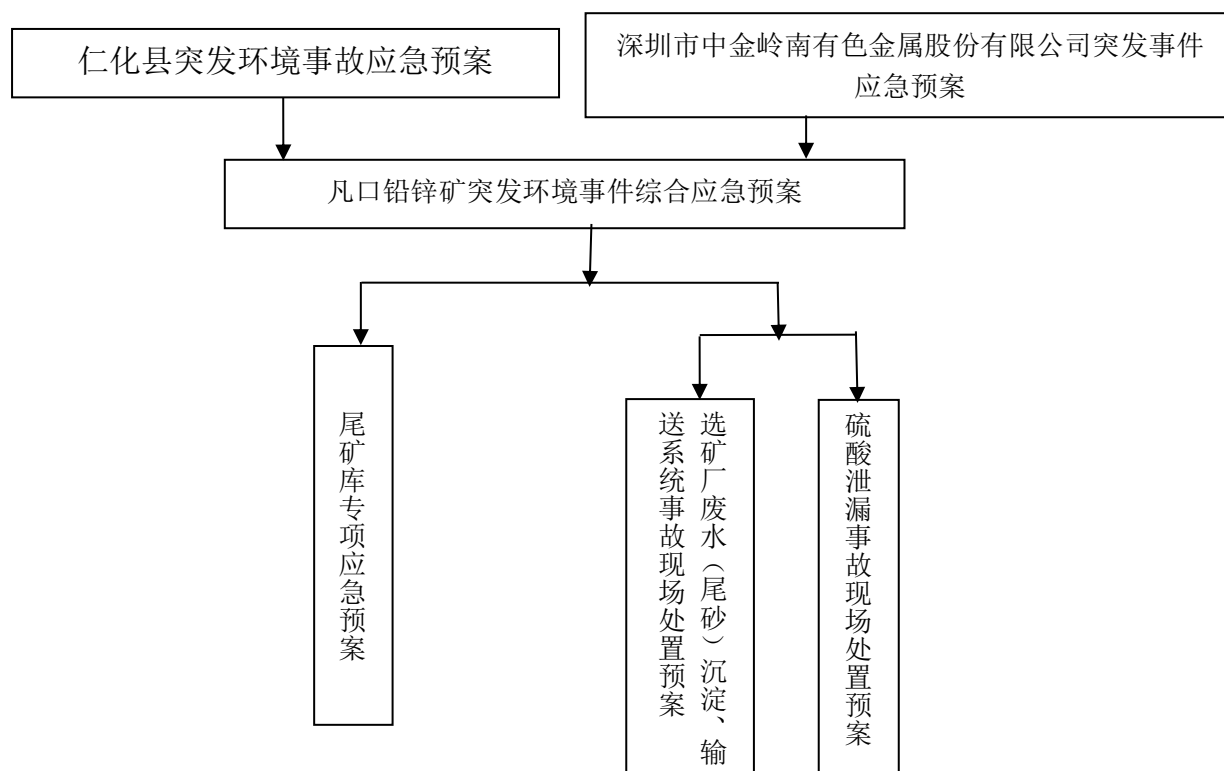 仁化县突发环境事故应急预案
深圳市中金岭南有色金属股份有限公司突发事件
应急预案
凡口铅锌矿突发环境事件综合应急预案
尾矿库专项应急预案
选矿厂废水（尾砂）沉淀、输
送系统事故现场处置预案
硫酸泄漏事故现场处置预案